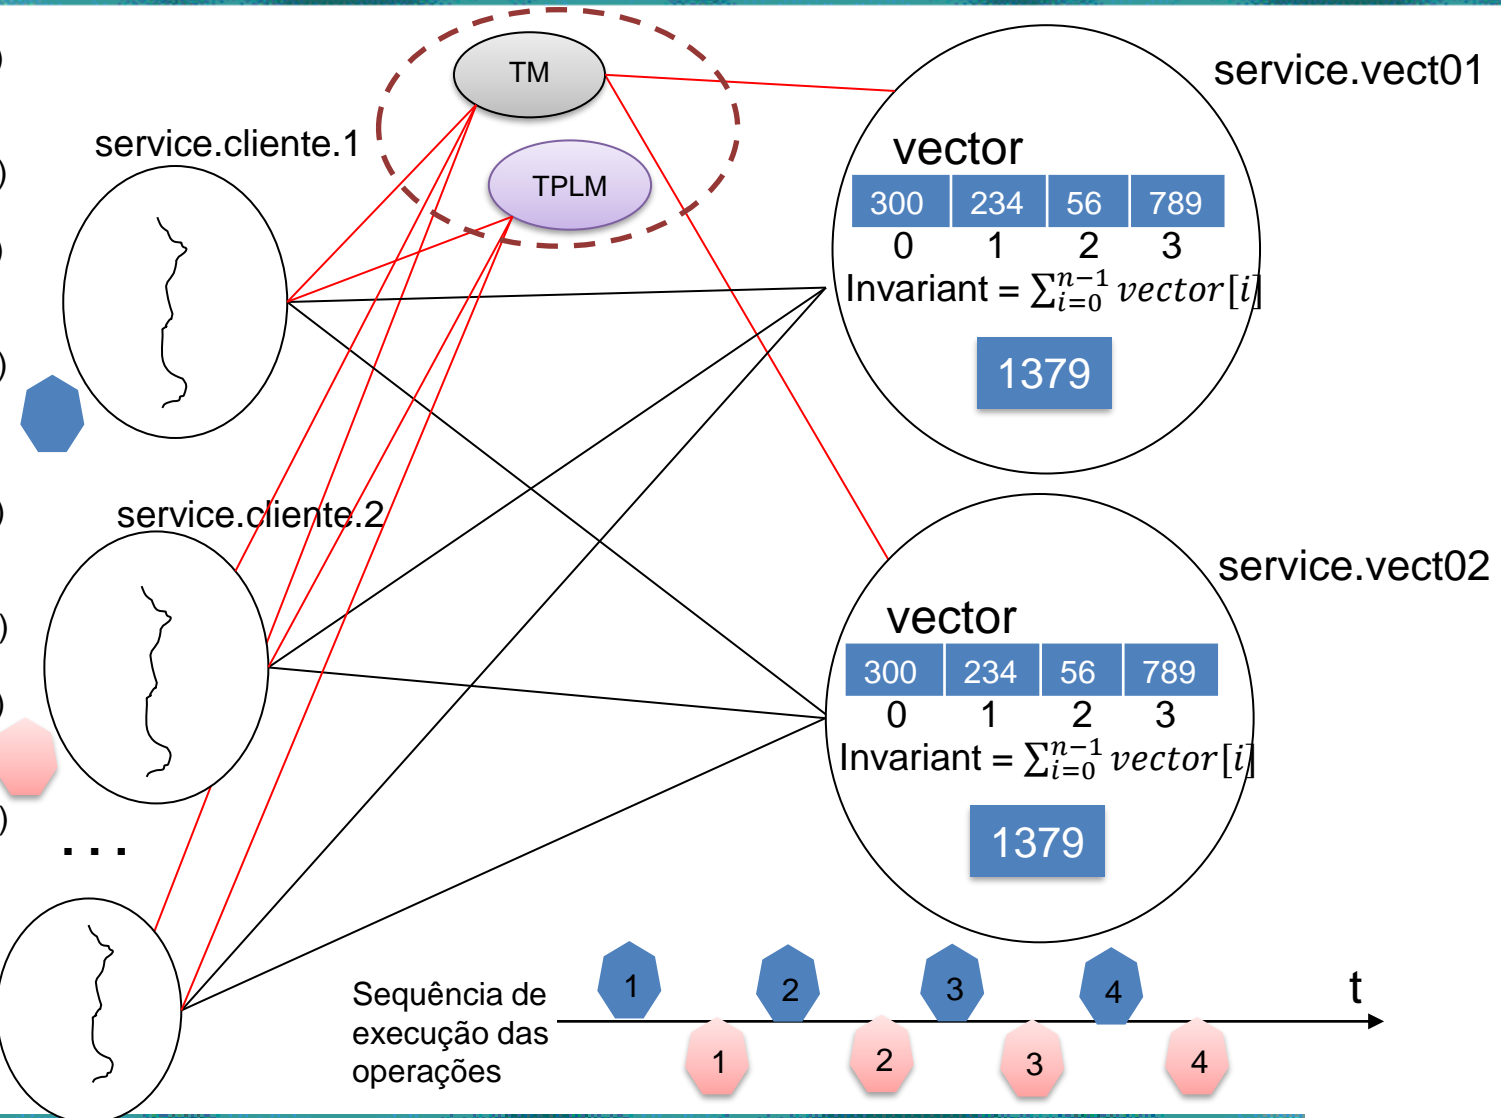 TM
service.vect01
service.cliente.1
vector
TPLM
300 234 56 789
0 1 2 3
Invariant = $\sum_{i=0}^{n-1} vector[i]$
1379
)
)
)
)
service.cliente.2
)
service.vect02
vector
)
300 234 56 789
)
0 1 2 3
Invariant = $\sum_{i=0}^{n-1} vector[i]$
)
...
1379
Sequência de
execução das
operações
1 2 3 4
t
1 2 3 4